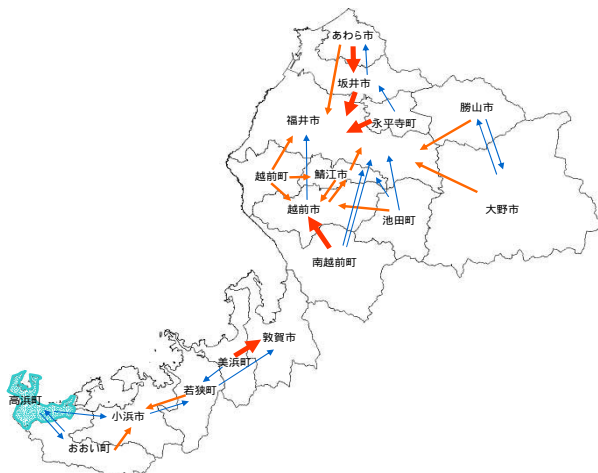 あわら市
坂井市
福井市
永平寺町
勝山市
越前町
鯖江市
越前市
池田町
大野市
南越前町
敦賀市
美浜町
若狭町
高浜町
小浜市
おおい町